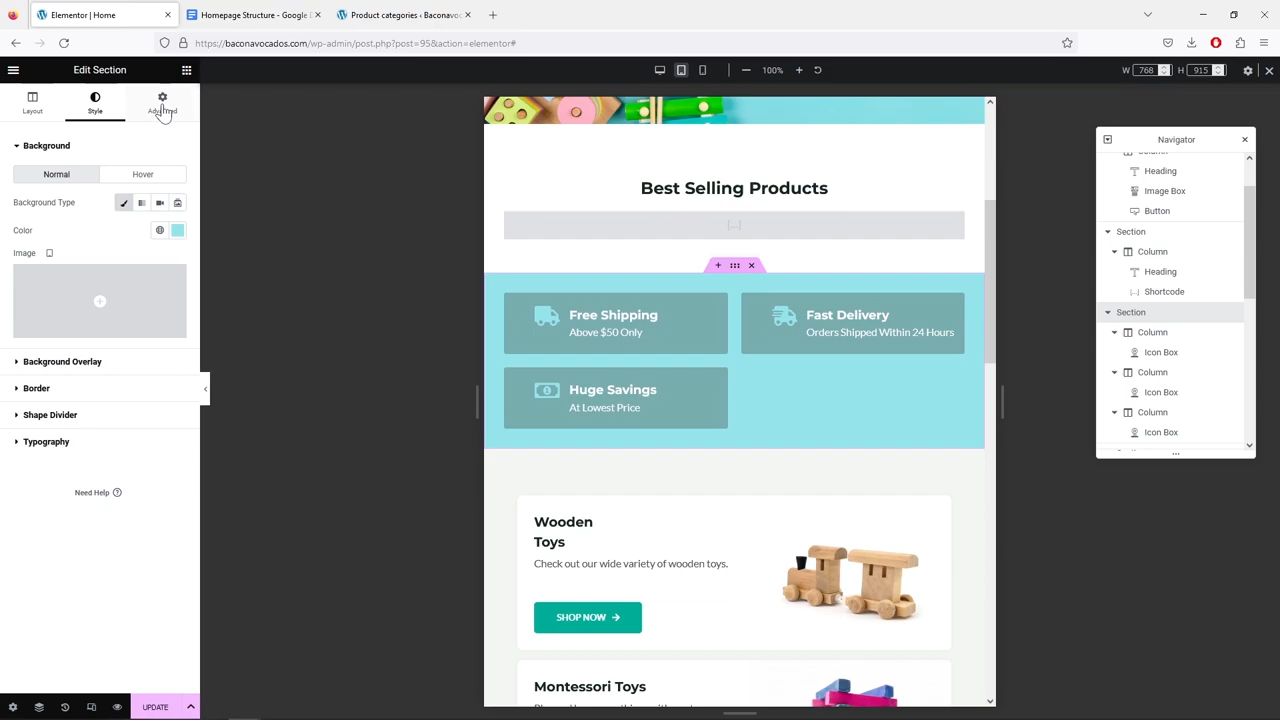 Elementor | Home
Homepage Structure - Google
Product categories ‹ Baconavoc
https://baconavocados.com/wp-admin/post.php?post=95&action=elementor#
Edit Section
100%
W 768 H 915
Layout
Style
Advanced
Background
Normal
Hover
Background Type
Color
Image
Background Overlay
Border
Shape Divider
Typography
Need Help
UPDATE
Best Selling Products
[...]
Free Shipping
Above $50 Only
Fast Delivery
Orders Shipped Within 24 Hours
Huge Savings
At Lowest Price
Wooden
Toys
Check out our wide variety of wooden toys.
SHOP NOW
Montessori Toys
Navigator
Column
Heading
Image Box
Button
Section
Column
Heading
Shortcode
Section
Column
Icon Box
Column
Icon Box
Column
Icon Box